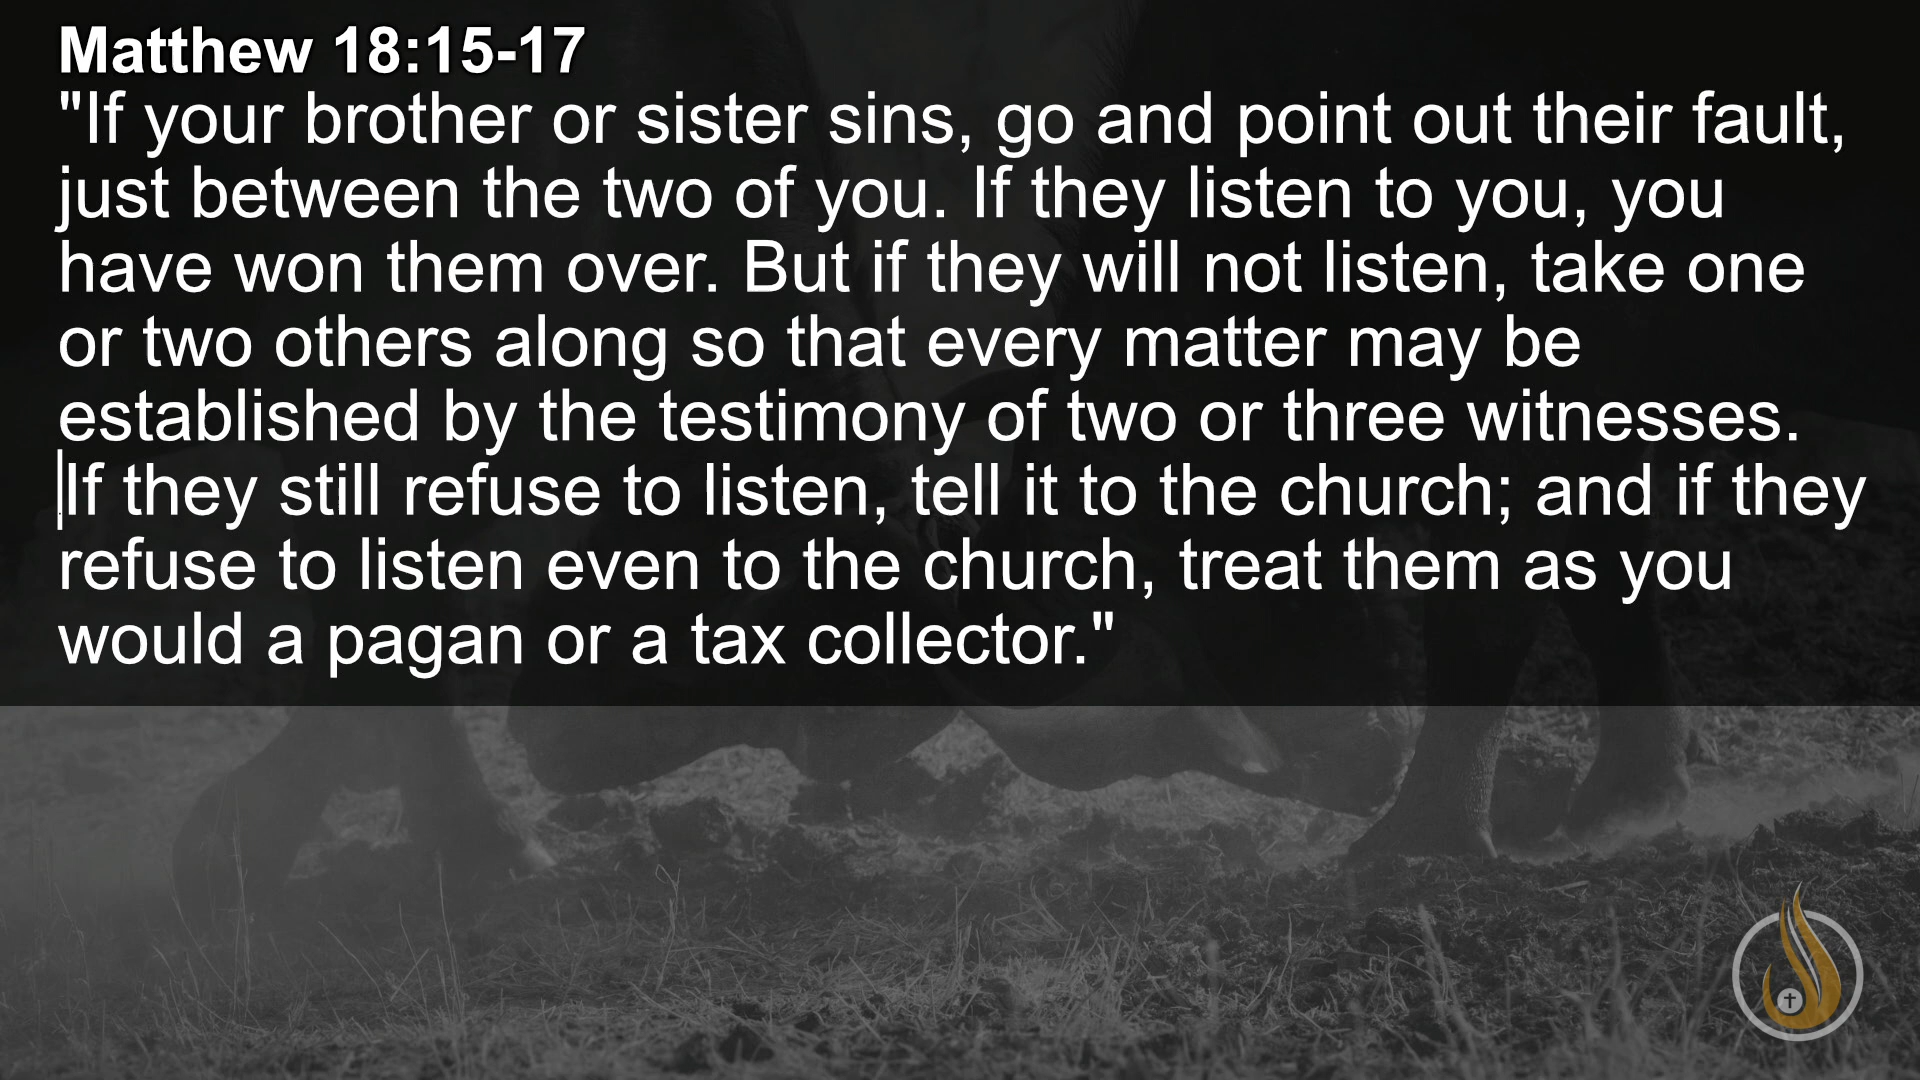 Matthew 18:15-17
"If your brother or sister sins, go and point out their fault,
just between the two of you. If they listen to you, you
have won them over. But if they will not listen, take one
or two others along so that every matter may be
established by the testimony of two or three witnesses.
If they still refuse to listen, tell it to the church; and if they
refuse to listen even to the church, treat them as you
would a pagan or a tax collector."